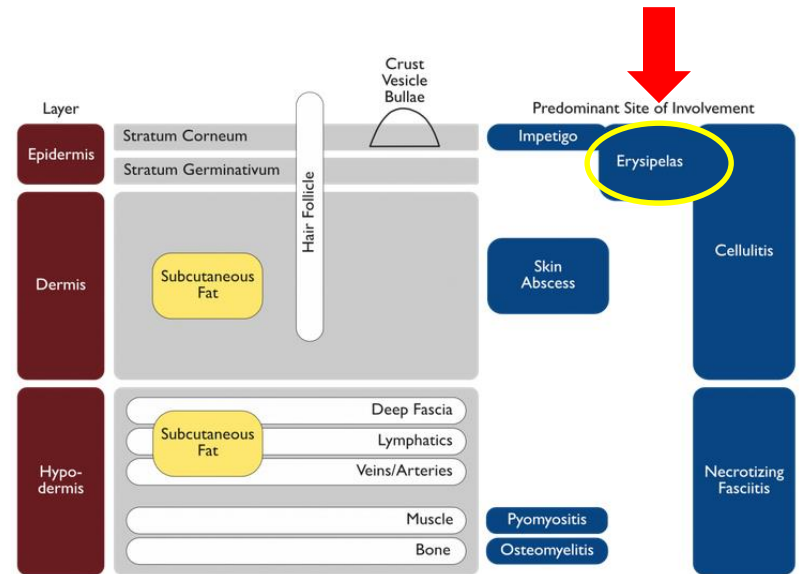 Crust
Vesicle
Bullae
Layer
Predominant Site of Involvement
Epidermis
Stratum Corneum
Stratum Germinativum
Hair Follicle
Impetigo
Erysipelas
Cellulitis
Dermis
Subcutaneous
Fat
Skin
Abscess
Hypo-
dermis
Subcutaneous
Fat
Deep Fascia
Lymphatics
Veins/Arteries
Muscle
Bone
Pyomyositis
Osteomyelitis
Necrotizing
Fasciitis